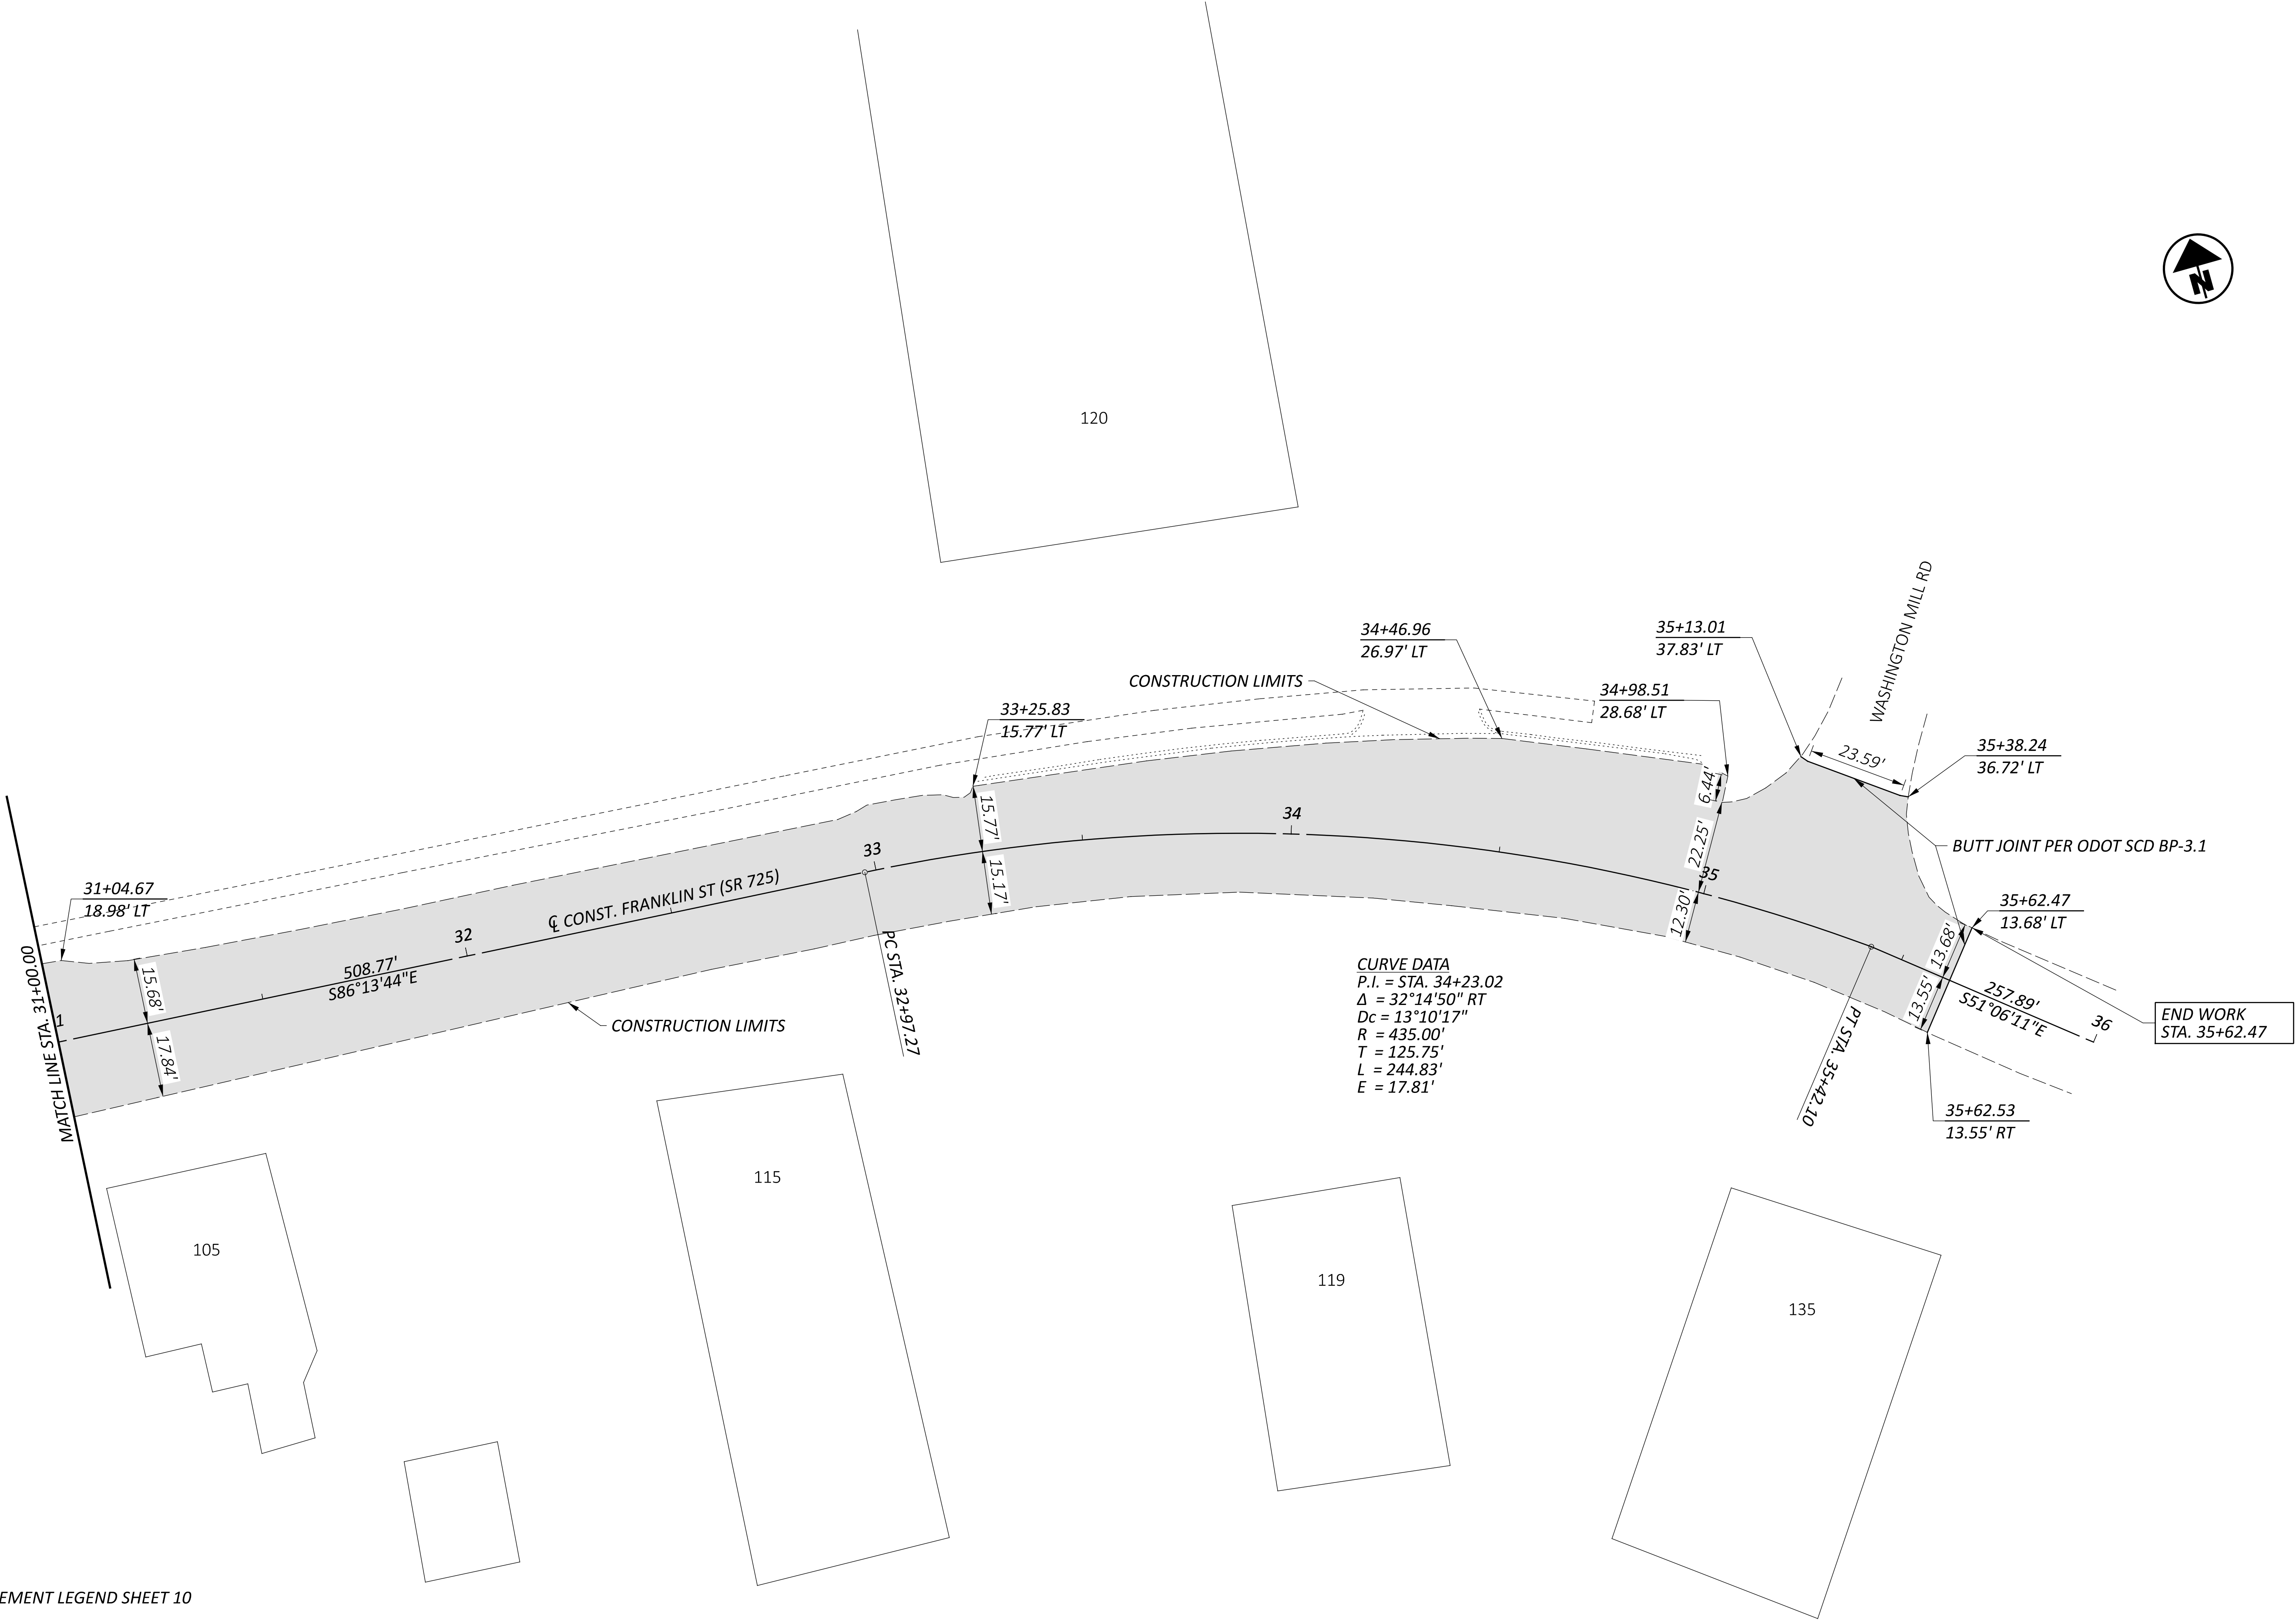 120
N
WASHINGTON MILL RD
34+46.96
26.97' LT
35+13.01
37.83' LT
CONSTRUCTION LIMITS
34+98.51
28.68' LT
33+25.83
15.77' LT
23.59'
35+38.24
36.72' LT
6.44'
15.77'
34
22.25'
BUTT JOINT PER ODOT SCD BP-3.1
33
15.17'
35
31+04.67
18.98' LT
℄ CONST. FRANKLIN ST (SR 725)
12.30'
35+62.47
13.68' LT
32
13.68'
MATCH LINE STA. 31+00.00
15.68'
508.77'
S86°13'44"E
PC STA. 32+97.27
CURVE DATA
P.I. = STA. 34+23.02
Δ = 32°14'50" RT
Dc = 13°10'17"
R = 435.00'
T = 125.75'
L = 244.83'
E = 17.81'
13.55'
257.89'
S51°06'11"E
36
END WORK
STA. 35+62.47
1
17.84'
CONSTRUCTION LIMITS
PT STA. 35+42.10
35+62.53
13.55' RT
115
105
119
135
EMENT LEGEND SHEET 10